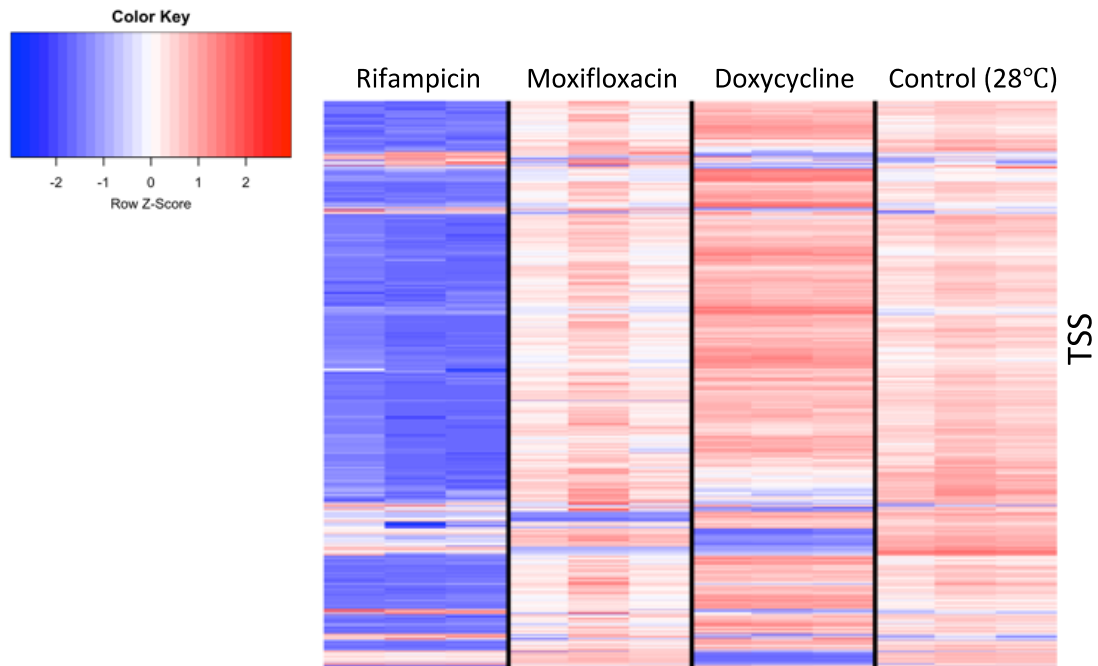 Color Key
-2 -1 0 1 2
Row Z-Score
Rifampicin Moxifloxacin Doxycycline Control (28℃)
TSS